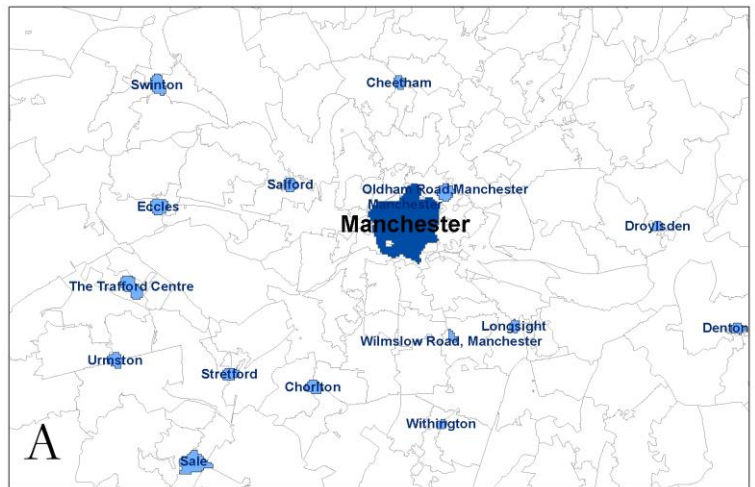 Swinton
Cheetham
Salford
Oldham Road,Manchester
Manchester
Eccles
Manchester
Droylsden
The Trafford Centre
Longsight
Denton
Wilmslow Road, Manchester
Urmston
Stretford
Chorlton
Withington
A
Sale